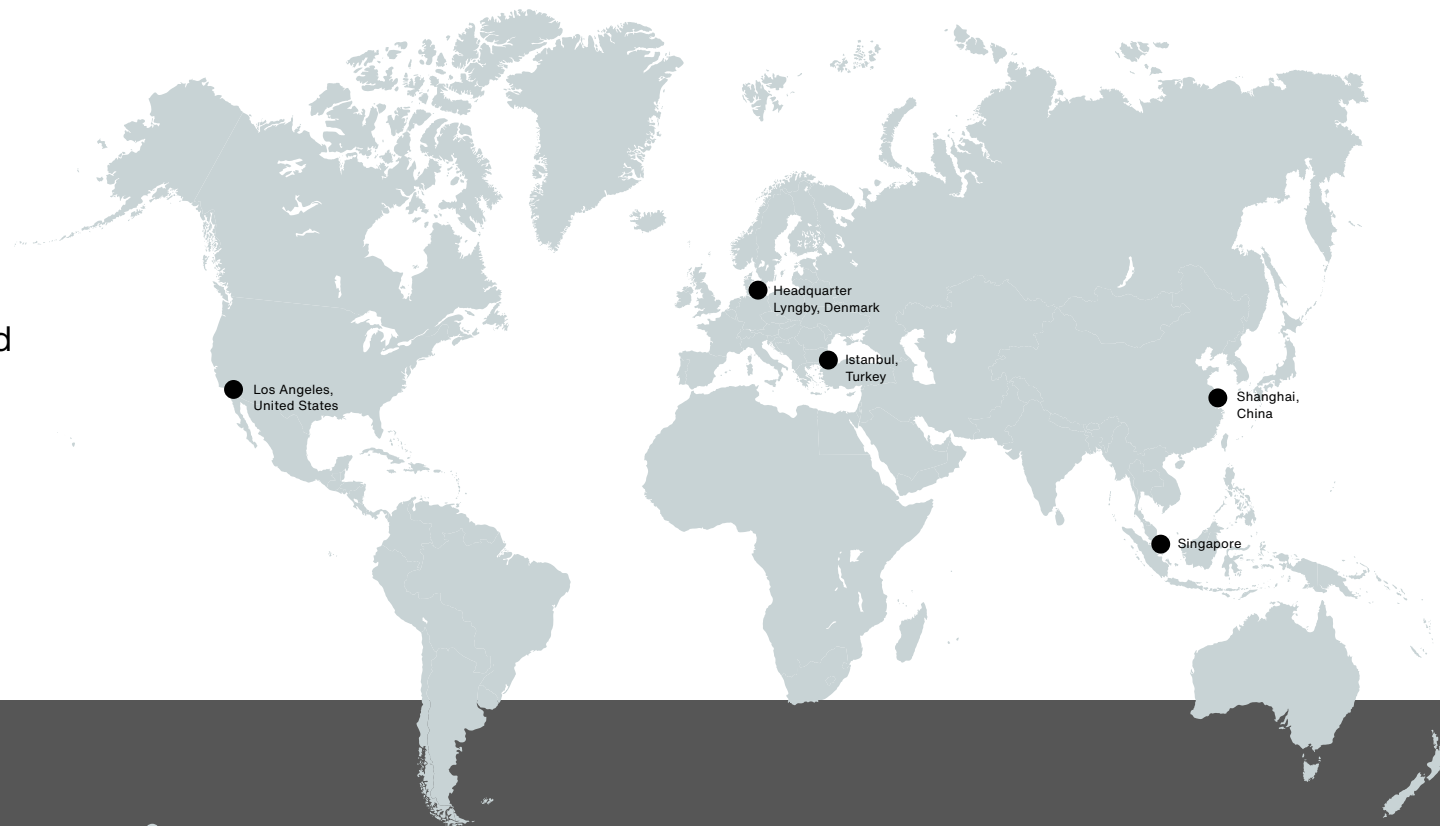 d
Headquarter
Lyngby, Denmark
Istanbul,
Turkey
Los Angeles,
United States
Shanghai,
China
Singapore